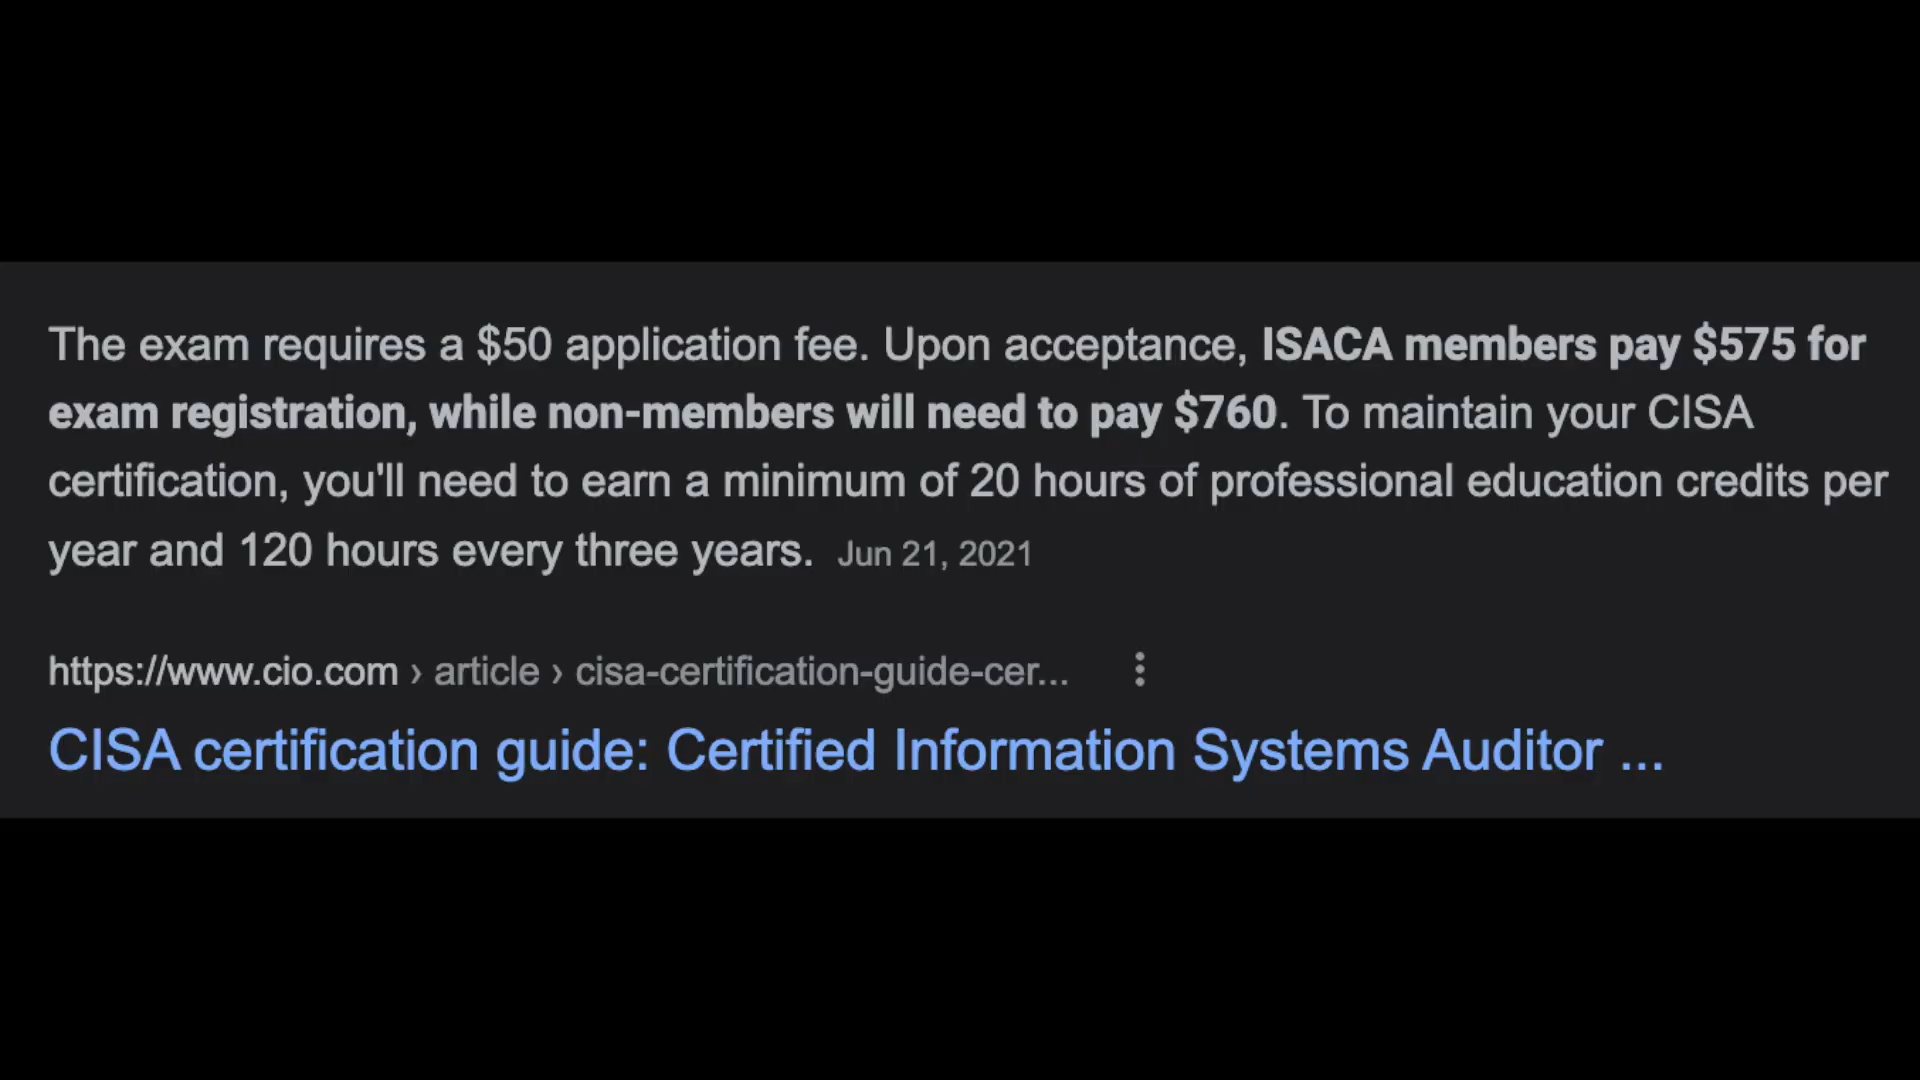 The exam requires a $50 application fee. Upon acceptance, ISACA members pay $575 for
exam registration, while non-members will need to pay $760. To maintain your CISA
certification, you'll need to earn a minimum of 20 hours of professional education credits per
year and 120 hours every three years. Jun 21, 2021
https://www.cio.com › article › cisa-certification-guide-cer...
CISA certification guide: Certified Information Systems Auditor ...